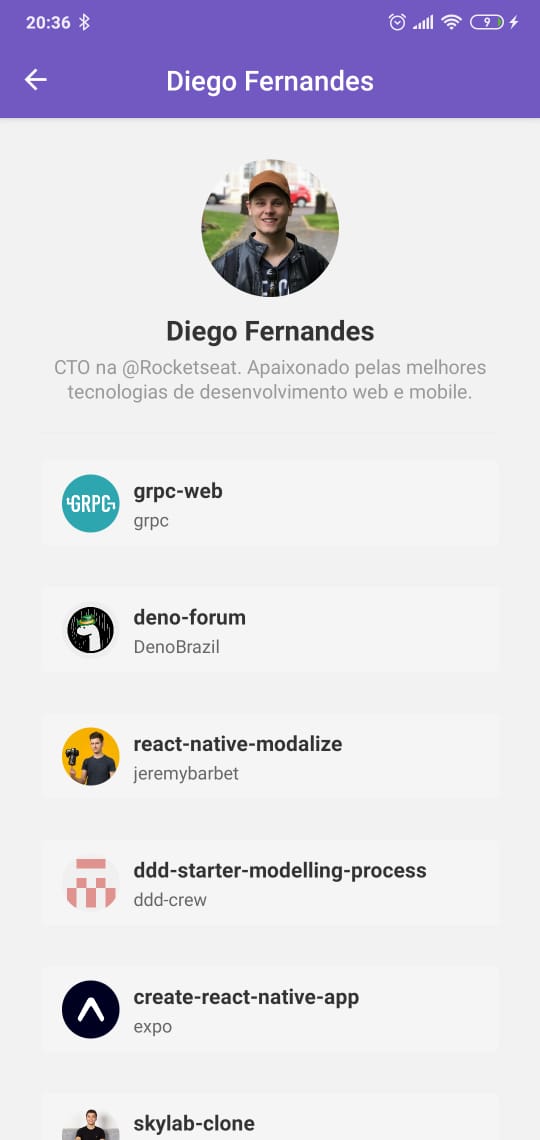 20:36
9
Diego Fernandes
Diego Fernandes
CTO na @Rocketseat. Apaixonado pelas melhores
tecnologias de desenvolvimento web e mobile.
GRPC
grpc-web
grpc
deno-forum
DenoBrazil
react-native-modalize
jeremybarbet
ddd-starter-modelling-process
ddd-crew
create-react-native-app
expo
skylab-clone